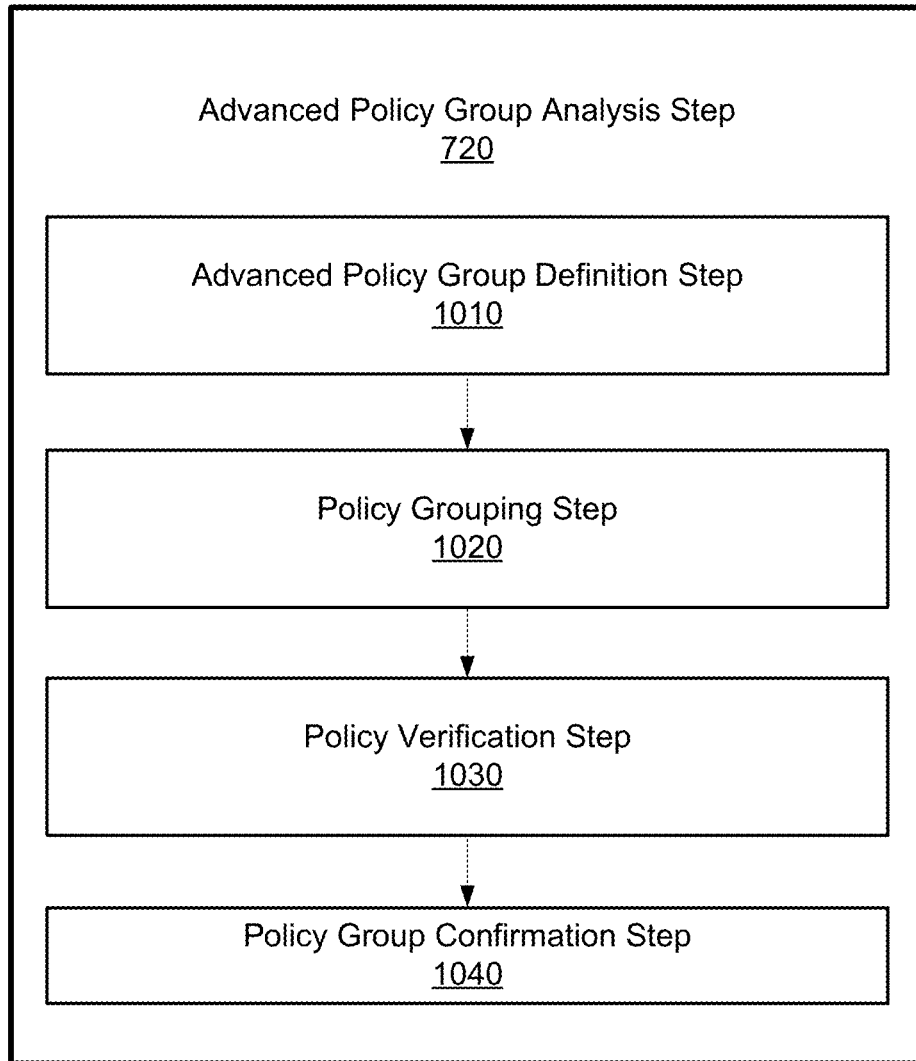 Advanced Policy Group Analysis Step
720
Advanced Policy Group Definition Step
1010
Policy Grouping Step
1020
Policy Verification Step
1030
Policy Group Confirmation Step
1040